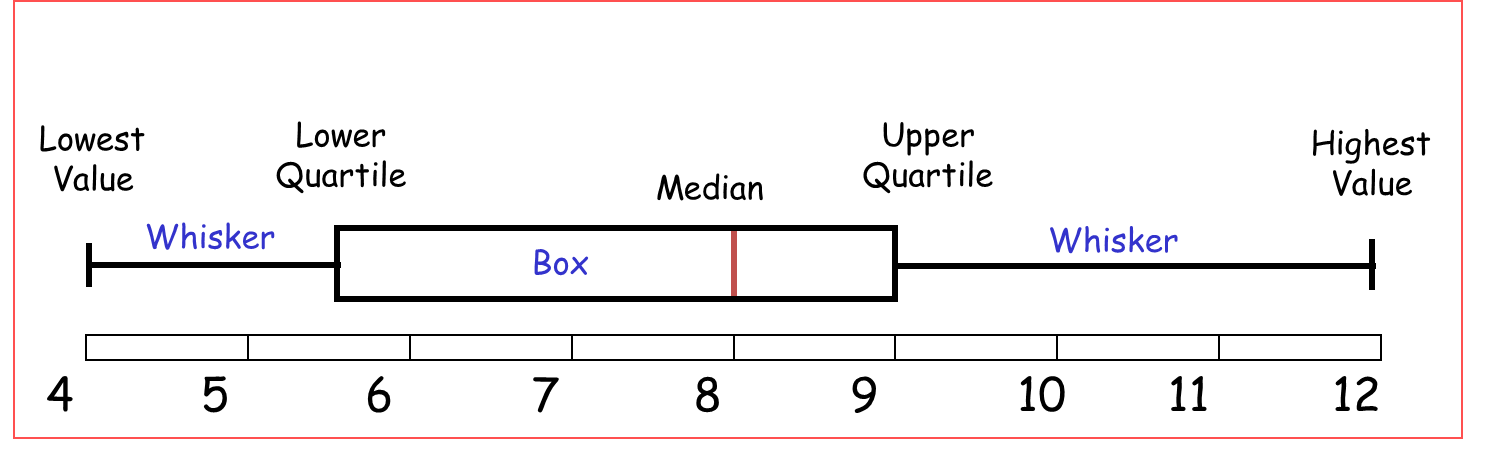 Lowest
Value
Lower
Quartile
Median
Upper
Quartile
Highest
Value
Whisker
Box
Whisker
4 5 6 7 8 9 10 11 12